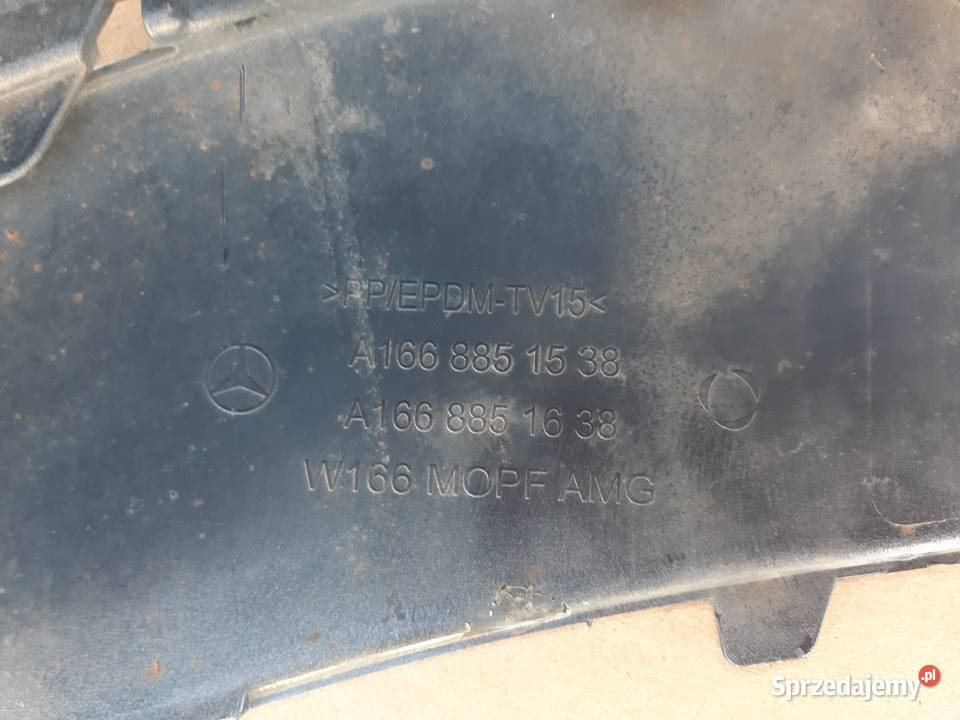 >PP/EPDM-TV15<
A166 885 15 38
A166 885 16 38
W166 MOPF AMG
Sprzedajemy.pl